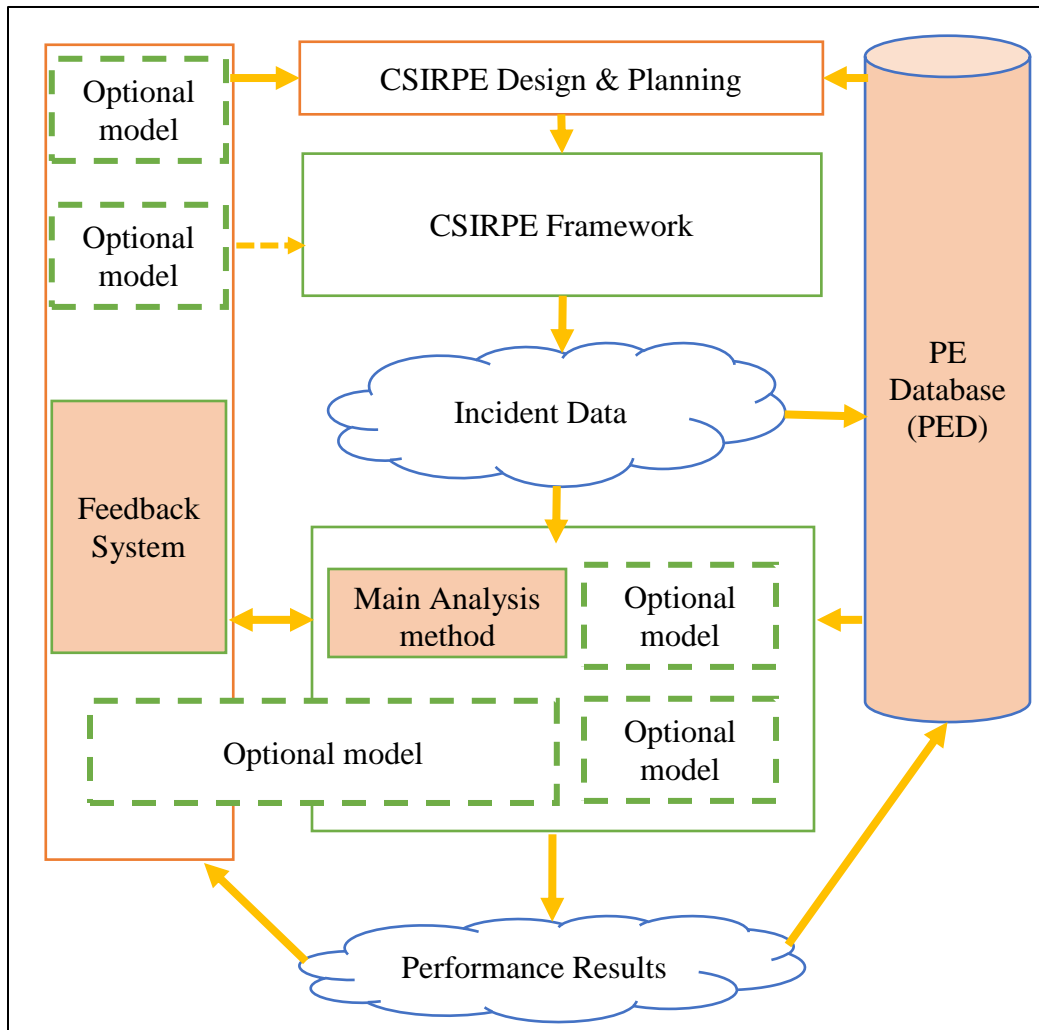 Optional
model
CSIRPE Design & Planning
Optional
model
CSIRPE Framework
PE
Database
(PED)
Incident Data
Feedback
System
Main Analysis
method
Optional
model
Optional model
Optional
model
Performance Results